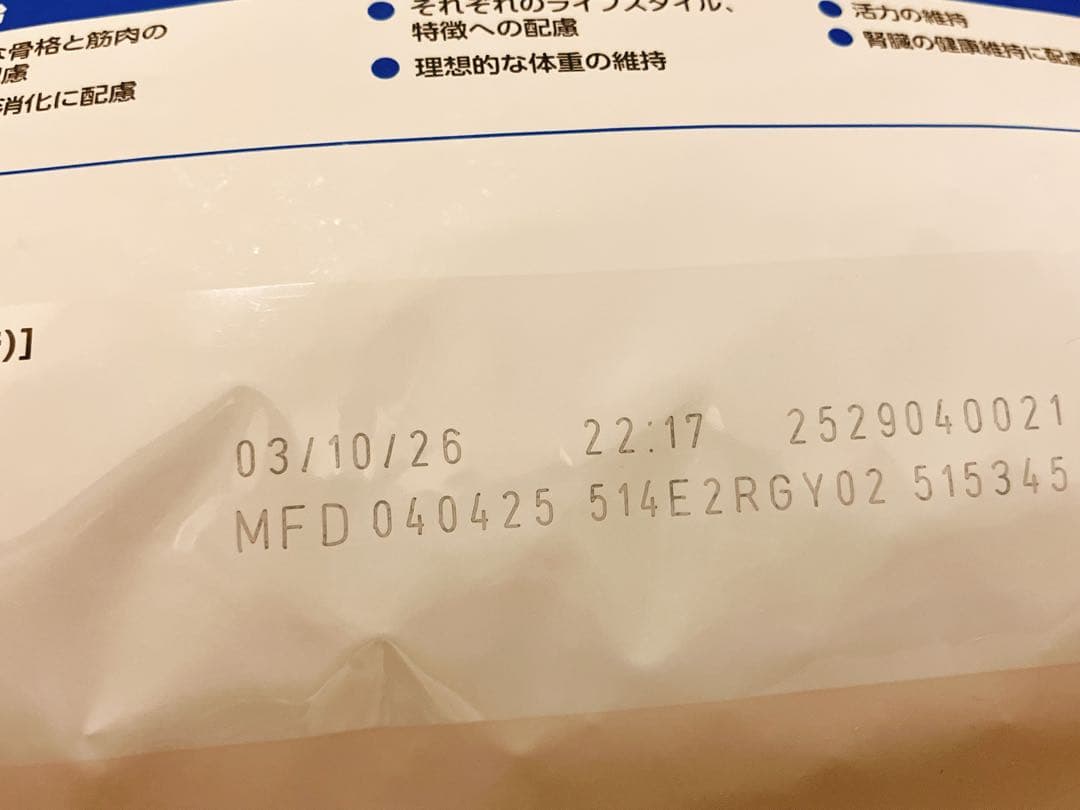 な骨格と筋肉の
慮
消化に配慮
それぞれのライフスタイル、
特徴への配慮
理想的な体重の維持
活力の維持
腎臓の健康維持に配慮
)]
03/10/26 22:17 2529040021
MFD 040425 514E2RGY02 515345